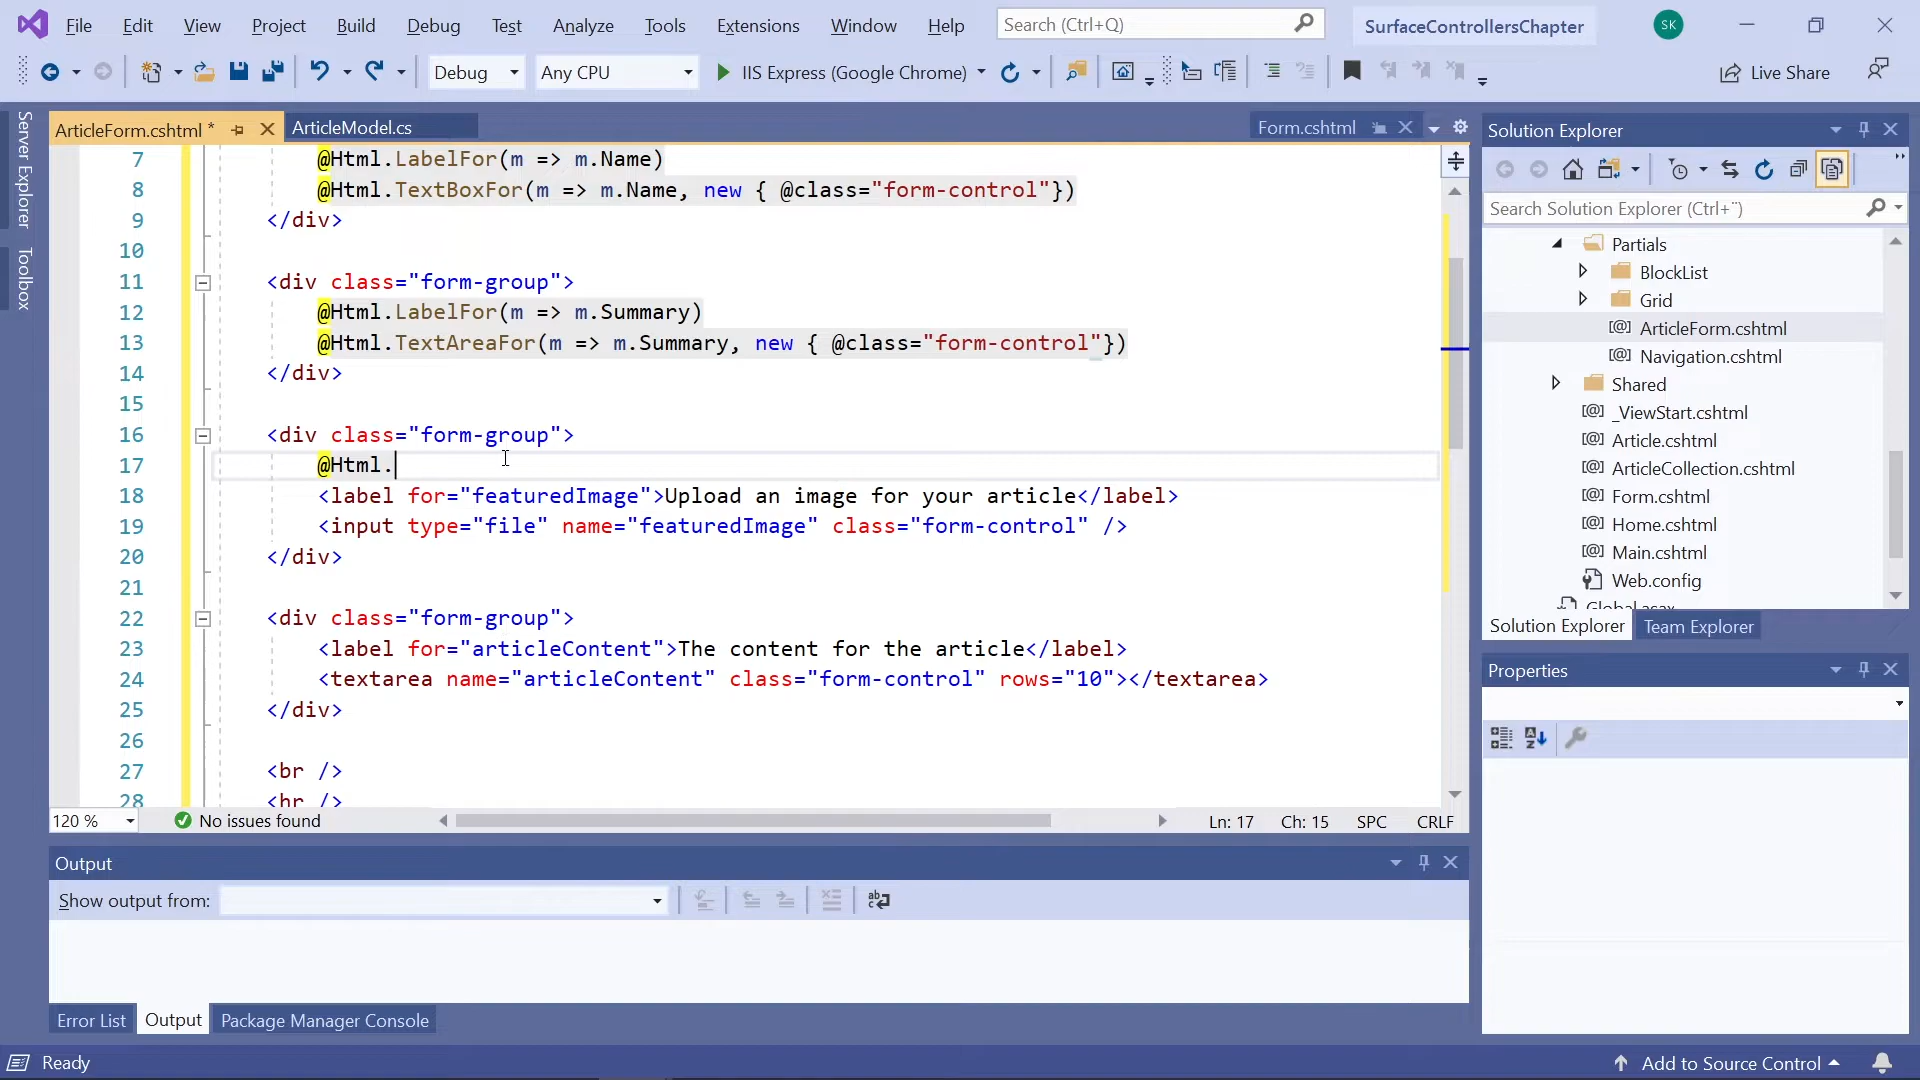 File Edit View Project Build Debug Test Analyze Tools Extensions Window Help Search (Ctrl+Q) SurfaceControllersChapter SK
Debug Any CPU IIS Express (Google Chrome) Live Share
Server Explorer
Toolbox
ArticleForm.cshtml * ArticleModel.cs Form.cshtml
7 @Html.LabelFor(m => m.Name)
8 @Html.TextBoxFor(m => m.Name, new { @class="form-control"})
9 </div>
10
11 <div class="form-group">
12 @Html.LabelFor(m => m.Summary)
13 @Html.TextAreaFor(m => m.Summary, new { @class="form-control"})
14 </div>
15
16 <div class="form-group">
17 @Html.
18 <label for="featuredImage">Upload an image for your article</label>
19 <input type="file" name="featuredImage" class="form-control" />
20 </div>
21
22 <div class="form-group">
23 <label for="articleContent">The content for the article</label>
24 <textarea name="articleContent" class="form-control" rows="10"></textarea>
25 </div>
26
27 <br />
28 <hr />
120 % No issues found Ln: 17 Ch: 15 SPC CRLF
Output
Show output from:
Error List Output Package Manager Console
Solution Explorer
Search Solution Explorer (Ctrl+¨)
Partials
BlockList
Grid
ArticleForm.cshtml
Navigation.cshtml
Shared
_ViewStart.cshtml
Article.cshtml
ArticleCollection.cshtml
Form.cshtml
Home.cshtml
Main.cshtml
Web.config
Global.asax
Solution Explorer Team Explorer
Properties
Ready Add to Source Control